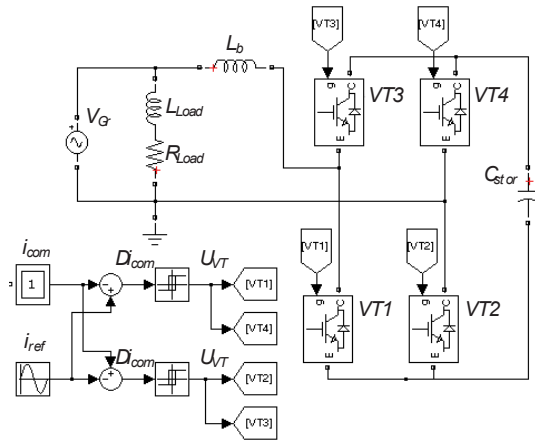 [VT3]
[VT4]
L_b
g C
E
VT3
g C
E
VT4
V_Gr
+
L_Load
R_Load
C_stor
+
[VT1]
[VT2]
g C
E
VT1
g C
E
VT2
i_com
1
Di_com
U_VT
[VT1]
[VT4]
i_ref
Di_com
U_VT
[VT2]
[VT3]